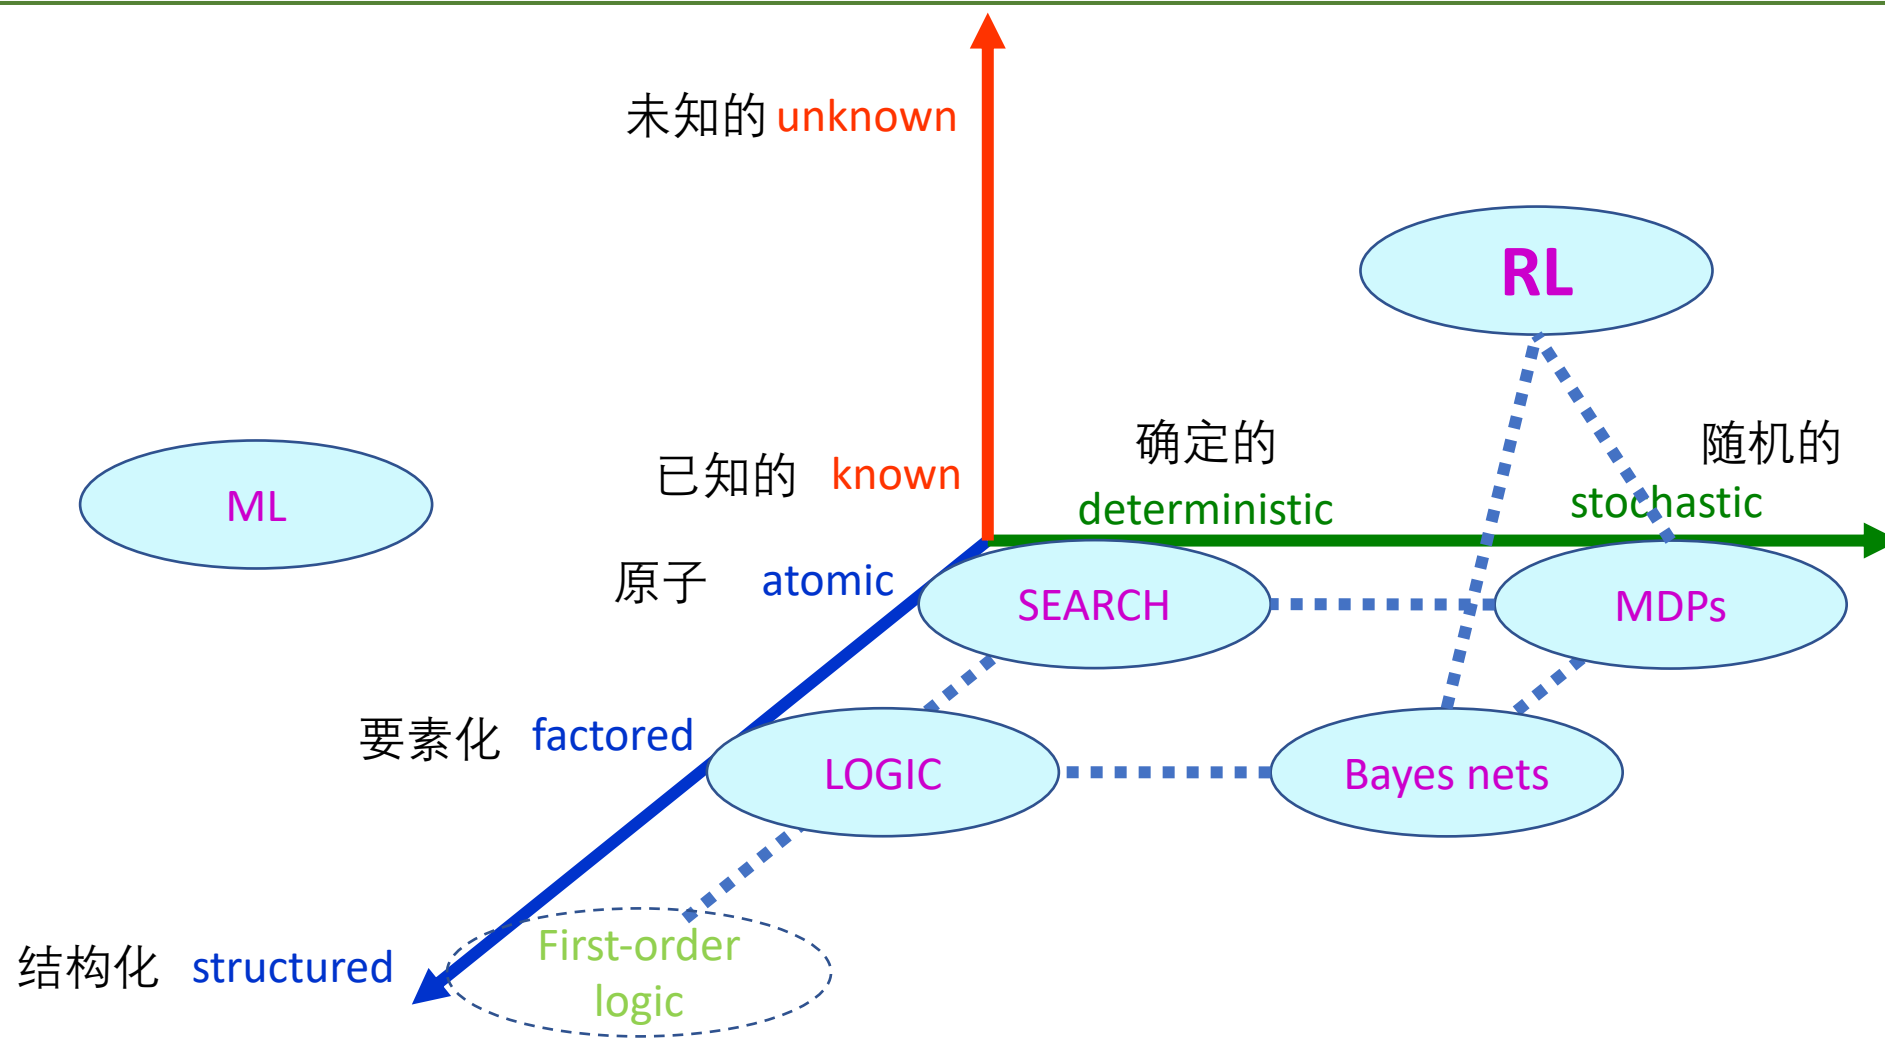 未知的 unknown
RL
确定的
随机的
已知的 known
deterministic
stochastic
ML
原子 atomic
SEARCH
MDPs
要素化 factored
LOGIC
Bayes nets
结构化 structured
First-order
logic